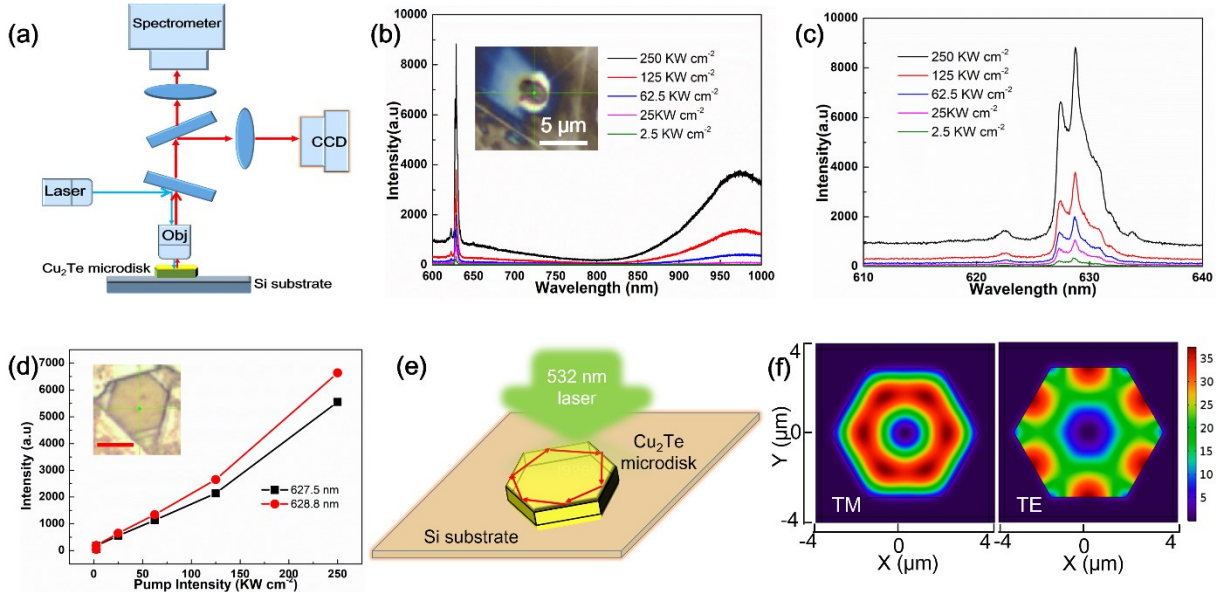 (a)
Spectrometer
CCD
Laser
Obj
Cu2Te microdisk
Si substrate
(b)
10000
8000
6000
4000
2000
0
Intensity(a.u)
600 650 700 750 800 850 900 950 1000
Wavelength (nm)
5 μm
250 KW cm-2
125 KW cm-2
62.5 KW cm-2
25KW cm-2
2.5 KW cm-2
(c)
10000
8000
6000
4000
2000
0
Intensity(a.u)
610 620 630 640
Wavelength (nm)
250 KW cm-2
125 KW cm-2
62.5 KW cm-2
25KW cm-2
2.5 KW cm-2
(d)
7000
6000
5000
4000
3000
2000
1000
0
Intensity (a.u)
0 50 100 150 200 250
Pump Intensity (KW cm-2)
627.5 nm
628.8 nm
(e)
532 nm
laser
Cu2Te
microdisk
Si substrate
(f)
4
0
-4
Y (μm)
TM
TE
-4 0 4
X (μm)
-4 0 4
X (μm)
35
30
25
20
15
10
5